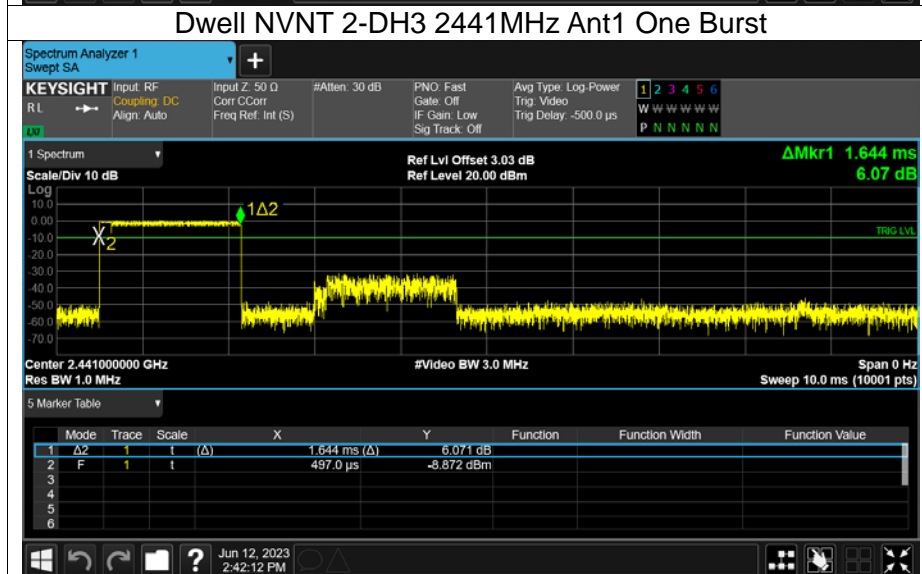 Dwell NVNT 2-DH3 2441MHz Ant1 One Burst
Spectrum Analyzer 1
Swept SA
+
KEYSIGHT Input: RF Input Z: 50 Ω #Atten: 30 dB PNO: Fast Avg Type: Log-Power 1 2 3 4 5 6
RL Coupling: DC Corr CCorr Gate: Off Trig: Video W W W W W W
Align: Auto Freq Ref: Int (S) IF Gain: Low Trig Delay: -500.0 µs
LXI Sig Track: Off P N N N N N
1 Spectrum Ref Lvl Offset 3.03 dB ΔMkr1 1.644 ms
Scale/Div 10 dB Ref Level 20.00 dBm 6.07 dB
Log
10.0
1Δ2
0.00
TRIG LVL
-10.0
X2
-20.0
-30.0
-40.0
-50.0
-60.0
-70.0
Center 2.441000000 GHz #Video BW 3.0 MHz Span 0 Hz
Res BW 1.0 MHz Sweep 10.0 ms (10001 pts)
5 Marker Table
Mode Trace Scale X Y Function Function Width Function Value
1 Δ2 1 t (Δ) 1.644 ms (Δ) 6.071 dB
2 F 1 t 497.0 µs -8.872 dBm
3
4
5
6
? Jun 12, 2023
2:42:12 PM